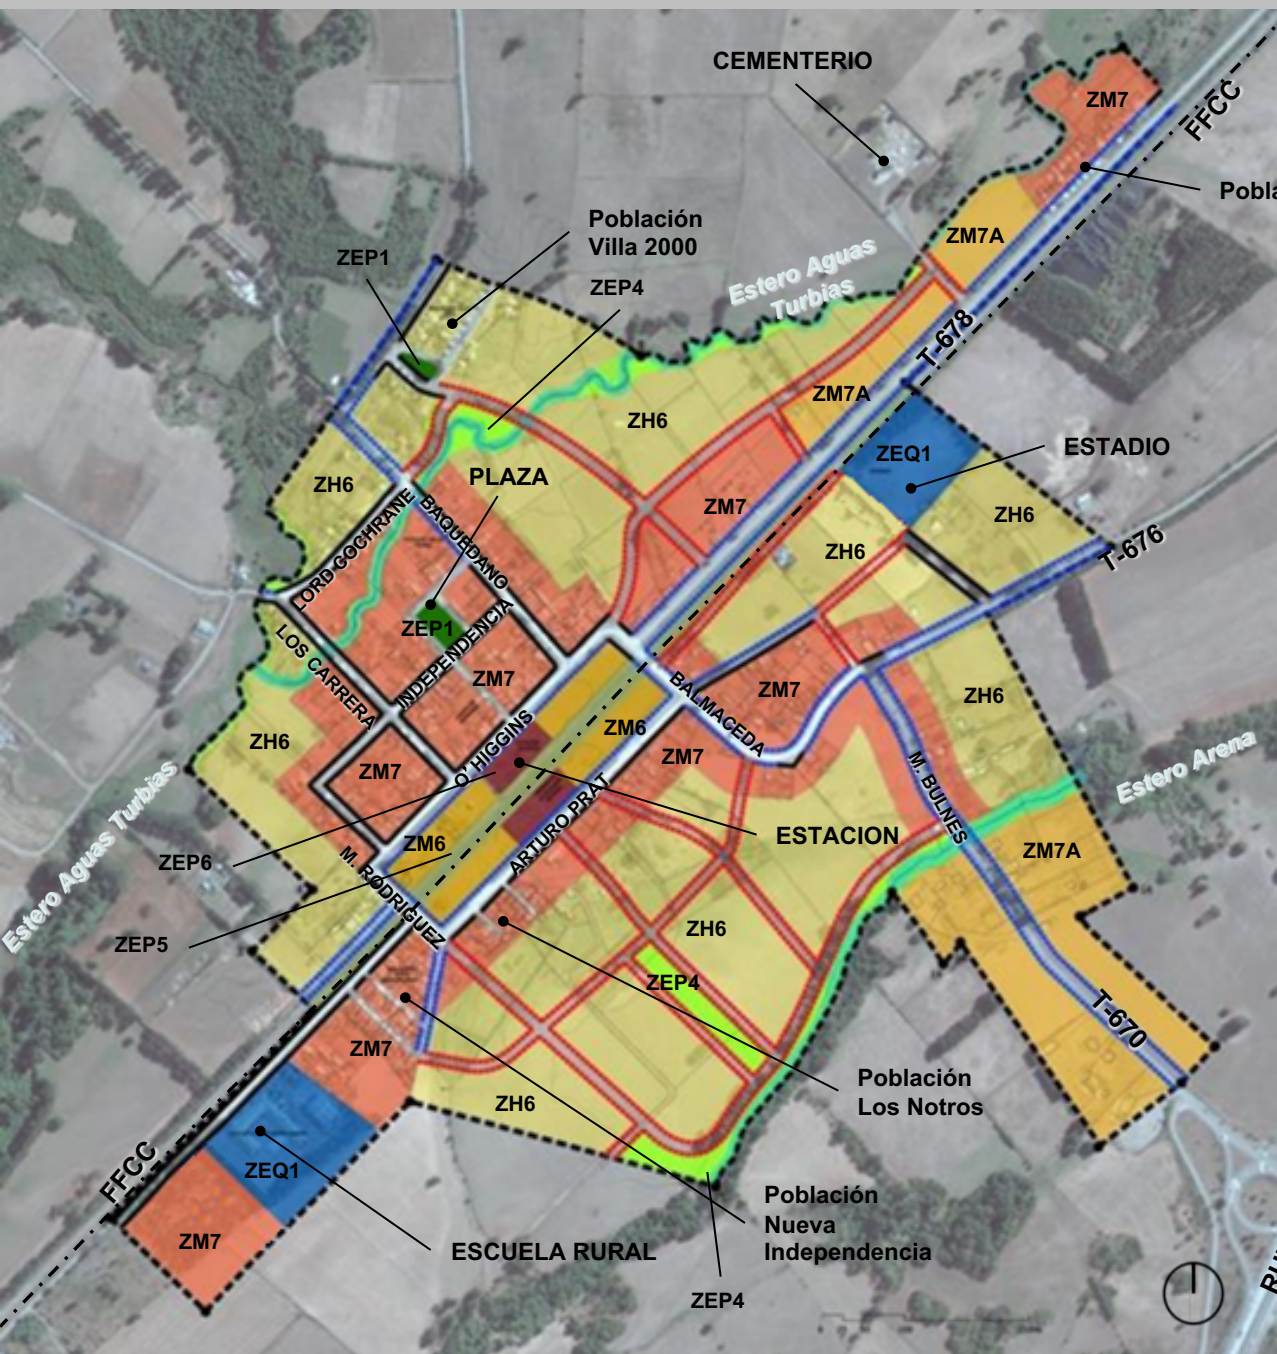 CEMENTERIO
ZM7
FFCC
Pobla
Población
Villa 2000
ZEP1
ZEP4
ZM7A
Estero Aguas
Turbias
T-678
ZM7A
ZH6
ZEQ1
ESTADIO
PLAZA
ZH6
ZM7
ZH6
ZH6
T-676
LORD COCHRANE
BAQUEDANO
ZEP1
INDEPENDENCIA
LOS CARRERA
ZM7
ZM7
BALMACEDA
ZH6
ZM6
ZH6
O' HIGGINS
ZM7
ZM7
M. BULNES
Estero Arena
Estero Aguas Turbias
ARTURO PRAT
ESTACION
ZM6
ZM7A
ZEP6
M. RODRIGUEZ
ZEP5
ZH6
ZEP4
T-670
ZM7
Población
Los Notros
ZH6
FFCC
ZEQ1
Población
Nueva
Independencia
ZM7
ESCUELA RURAL
ZEP4
RU